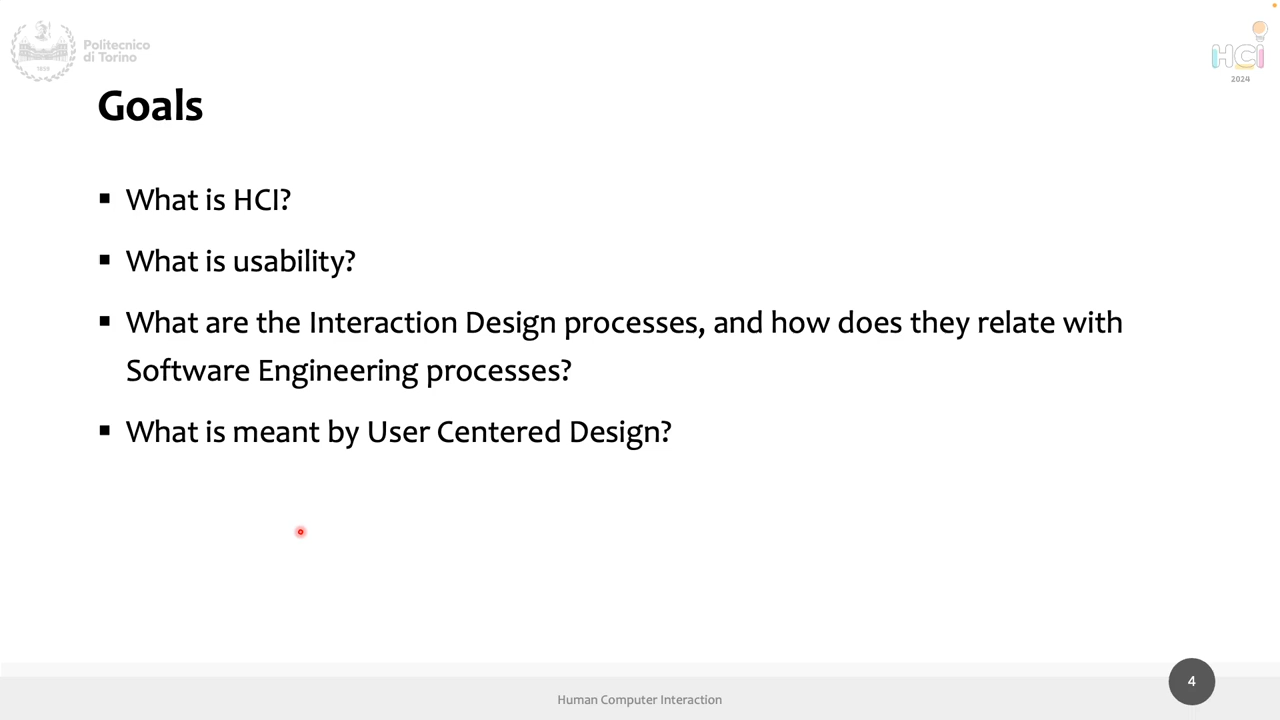 Politecnico
di Torino
1859
HCI
2024
Goals
▪ What is HCI?
▪ What is usability?
▪ What are the Interaction Design processes, and how does they relate with
Software Engineering processes?
▪ What is meant by User Centered Design?
4
Human Computer Interaction